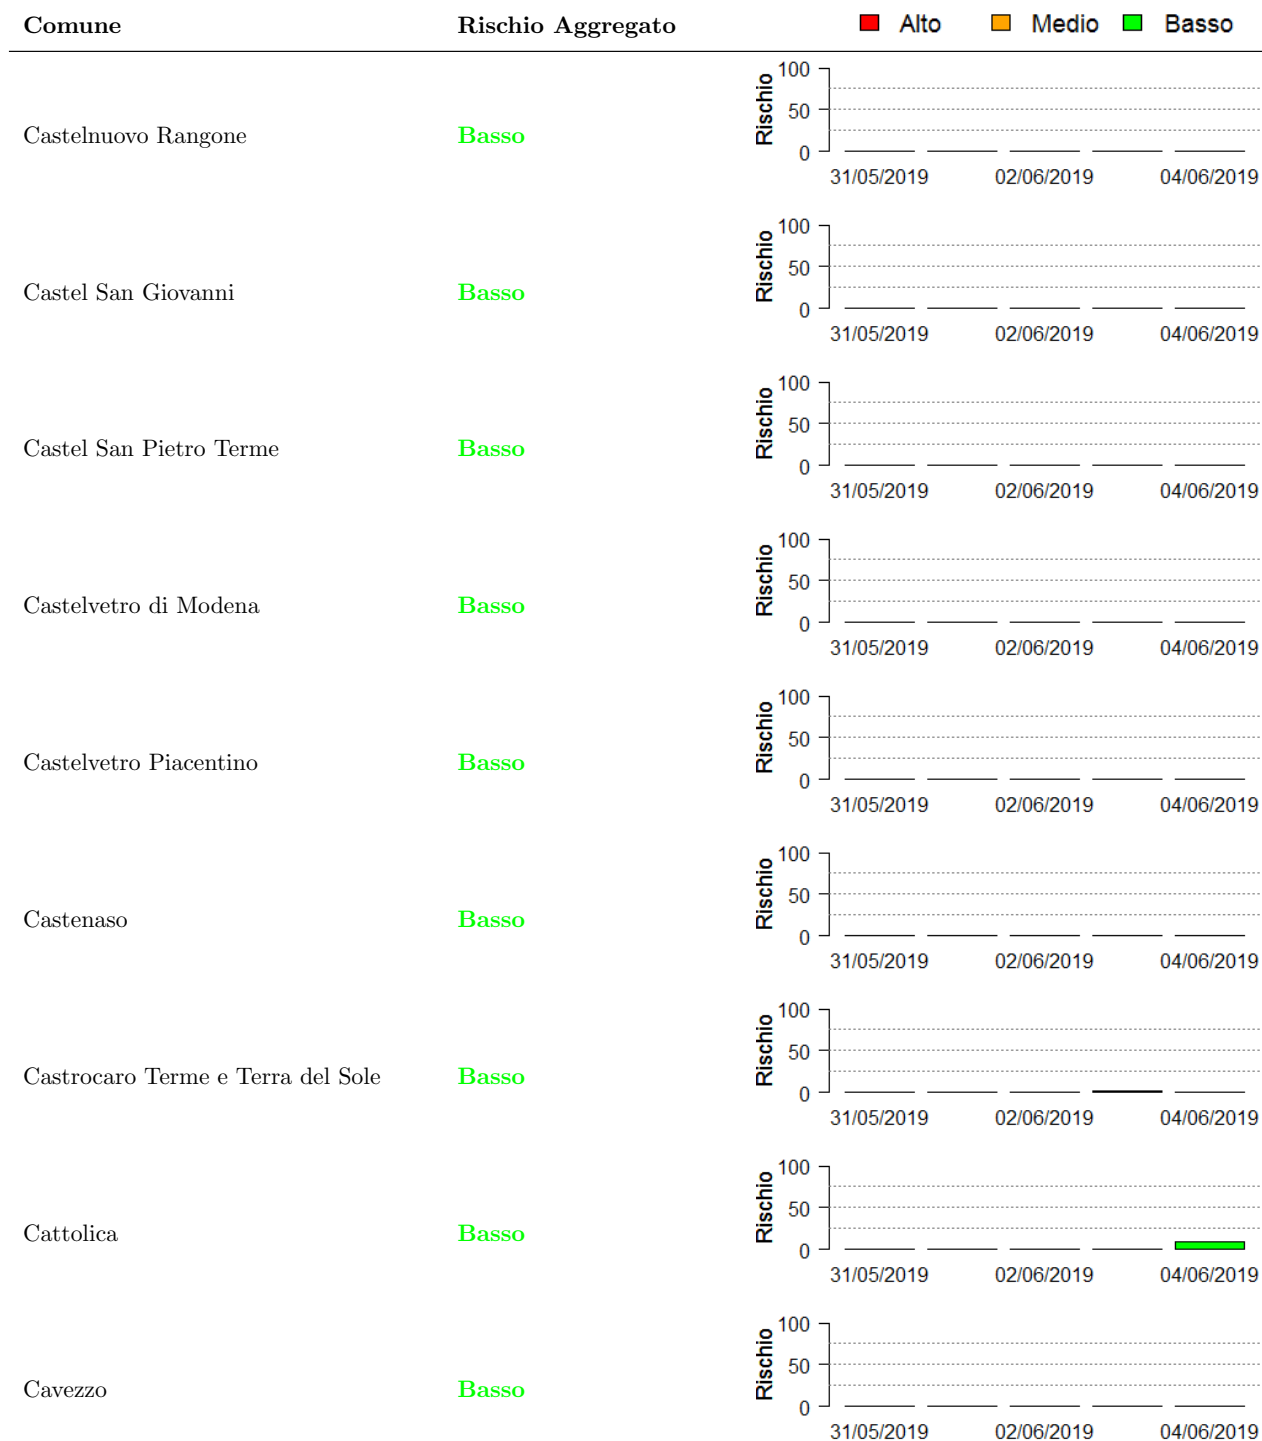 Comune Rischio Aggregato Alto Medio Basso
Castelnuovo Rangone Basso
Rischio
100
50
0
31/05/2019 02/06/2019 04/06/2019
Castel San Giovanni Basso
Rischio
100
50
0
31/05/2019 02/06/2019 04/06/2019
Castel San Pietro Terme Basso
Rischio
100
50
0
31/05/2019 02/06/2019 04/06/2019
Castelvetro di Modena Basso
Rischio
100
50
0
31/05/2019 02/06/2019 04/06/2019
Castelvetro Piacentino Basso
Rischio
100
50
0
31/05/2019 02/06/2019 04/06/2019
Castenaso Basso
Rischio
100
50
0
31/05/2019 02/06/2019 04/06/2019
Castrocaro Terme e Terra del Sole Basso
Rischio
100
50
0
31/05/2019 02/06/2019 04/06/2019
Cattolica Basso
Rischio
100
50
0
31/05/2019 02/06/2019 04/06/2019
Cavezzo Basso
Rischio
100
50
0
31/05/2019 02/06/2019 04/06/2019